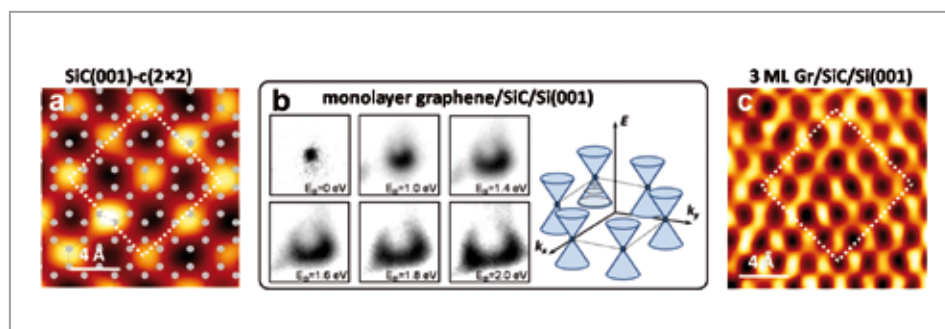 SiC(001)-c(2×2)
3 ML Gr/SiC/Si(001)
a
4 Å
b
monolayer graphene/SiC/Si(001)
E_B=0 eV
E_B=1.0 eV
E_B=1.4 eV
E_B=1.6 eV
E_B=1.8 eV
E_B=2.0 eV
E
k_y
k_x
c
4 Å